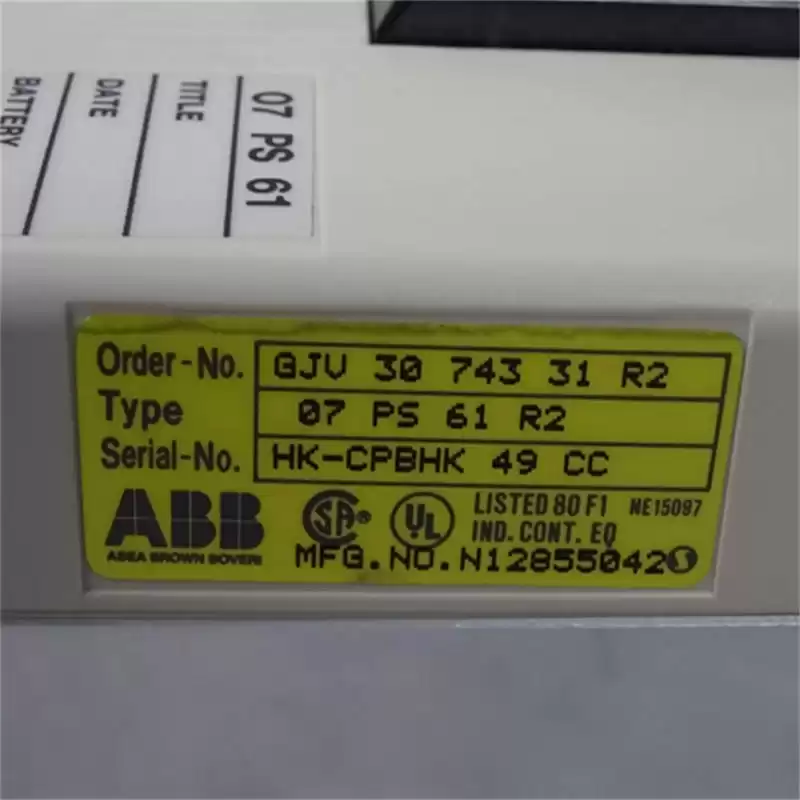 07 PS 61
TITLE
DATE
BATTERY
Order-No. GJV 30 743 31 R2
Type 07 PS 61 R2
Serial-No. HK-CPBHK 49 CC
ABB
ASEA BROWN BOVERI
SA®
UL
LISTED 80 F1 NE15097
IND. CONT. EQ
MFG.NO.N12855042 S